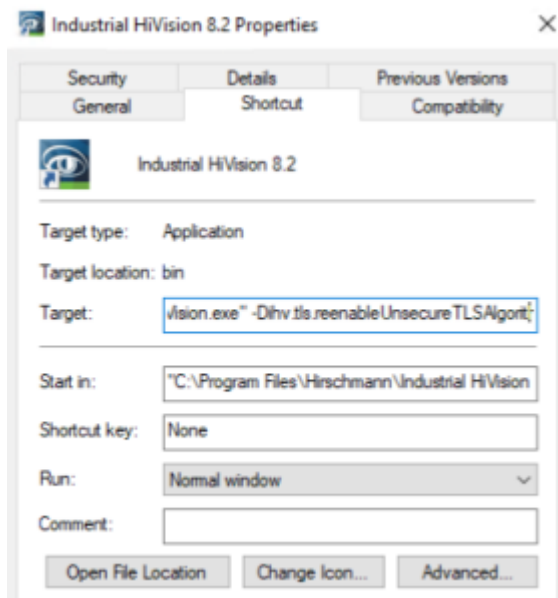 Industrial HiVision 8.2 Properties
Security Details Previous Versions
General Shortcut Compatibility
Industrial HiVision 8.2
Target type: Application
Target location: bin
Target: Vision.exe" -Dihv.tls.reenableUnsecureTLSAlgorit
Start in: "C:\Program Files\Hirschmann\Industrial HiVision
Shortcut key: None
Run: Normal window
Comment:
Open File Location Change Icon... Advanced...